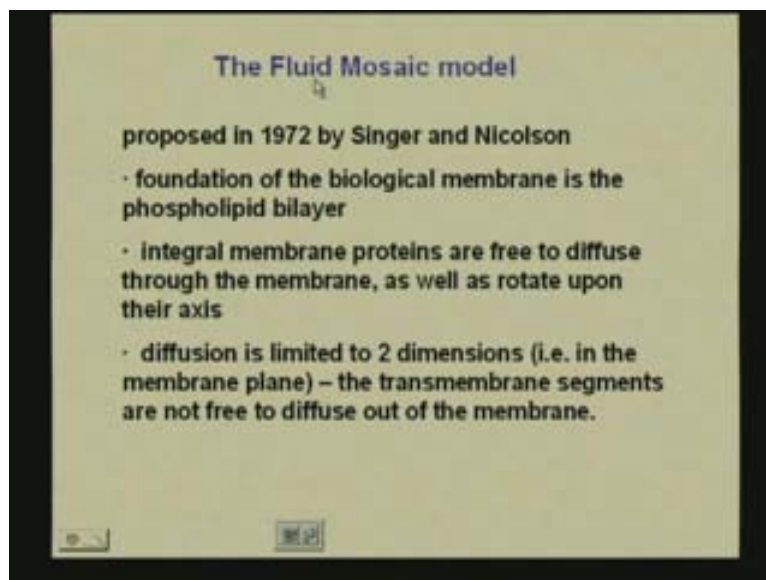 The Fluid Mosaic model
proposed in 1972 by Singer and Nicolson
· foundation of the biological membrane is the
phospholipid bilayer
· integral membrane proteins are free to diffuse
through the membrane, as well as rotate upon
their axis
· diffusion is limited to 2 dimensions (i.e. in the
membrane plane) – the transmembrane segments
are not free to diffuse out of the membrane.